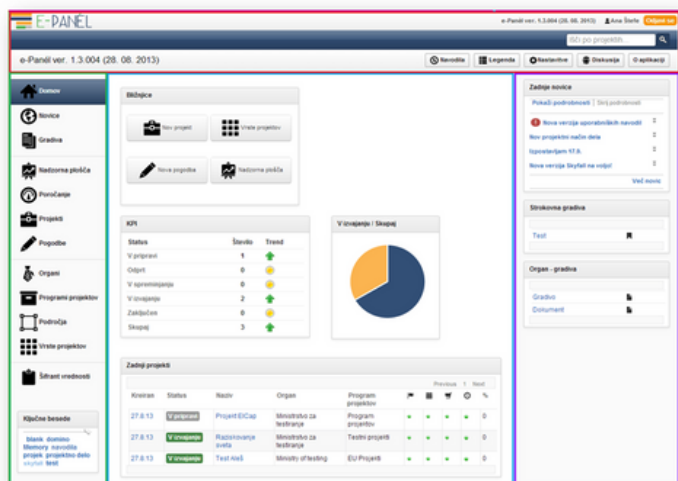 E-PANEL
e-Panel ver. 1.3.004 (28. 08. 2013) Ana Štefe Odjavi se
Išči po projektih...
e-Panel ver. 1.3.004 (28. 08. 2013)
Navodila Legenda Nastavitve Diskusija O aplikaciji
Domov
Novice
Gradiva
Nadzorna plošča
Poročanje
Projekti
Pogodbe
Organi
Programi projektov
Področja
Vrste projektov
Šifrant vrednosti
Ključne besede
blank domino
Memory navodila
projek projektno delo
skyfall test
Bližnjice
Nov projekt Vrste projektov
Nova pogodba Nadzorna plošča
KPI
Status Število Trend
V pripravi 1
Odprt 0
V spreminjanju 0
V izvajanju 2
Zaključen 0
Skupaj 3
V izvajanju / Skupaj
Zadnji projekti
Previous 1 Next
Kreiran Status Naziv Organ Program projektov %
27.8.13 V pripravi Projekt ElCap Ministrstvo za testiranje Program projektov 0
27.8.13 V izvajanju Raziskovanje sveta Ministrstvo za testiranje Testni projekti 0
27.8.13 V izvajanju Test Aleš Ministry of testing EU Projekti 0
Zadnje novice
Pokaži podrobnosti | Skrij podrobnosti
Nova verzija uporabniških navodil
Nov projektni način dela
Izpostavljam 17.8.
Nova verzija Skyfall na voljo!
Več novic
Strokovna gradiva
Test
Organ - gradiva
Gradivo
Dokument